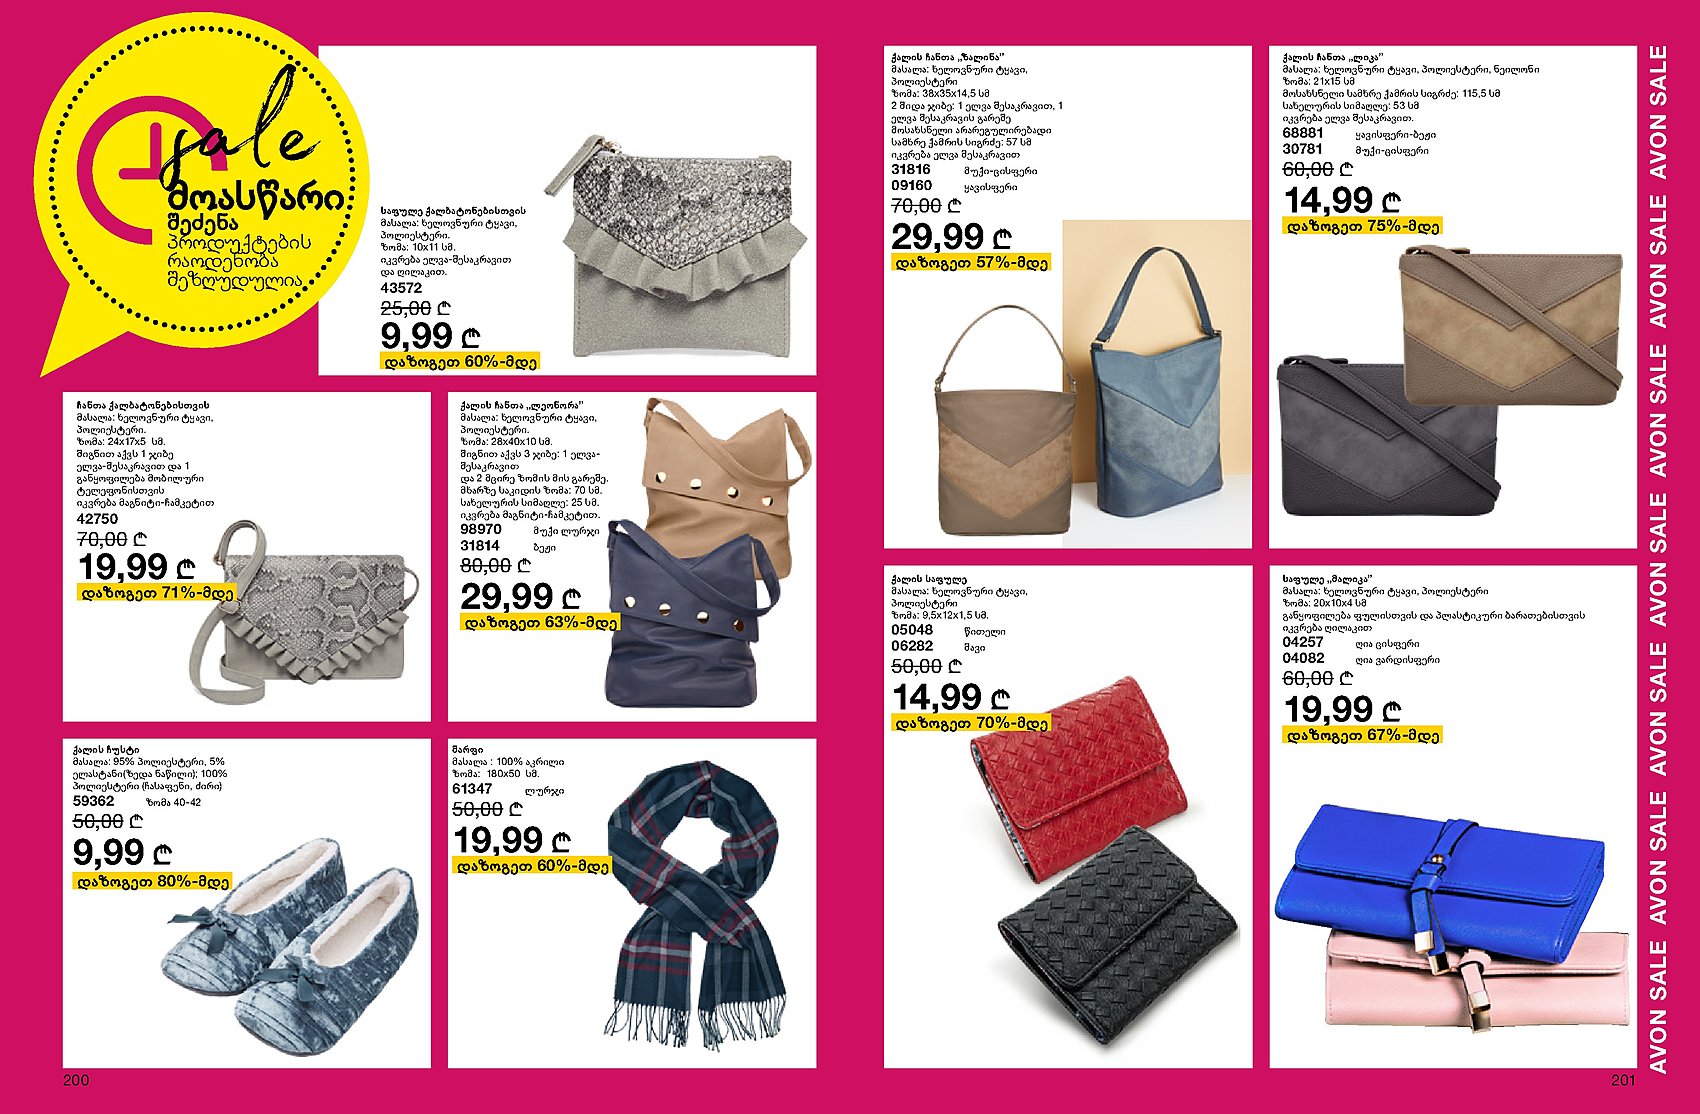 sale
მოასწარი
შეძენა
პროდუქტების
რაოდენობა
შეზღუდულია
საფულე ქალბატონებისთვის
მასალა: ხელოვნური ტყავი,
პოლიესტერი.
ზომა: 10x11 სმ.
იკვრება ელვა-შესაკრავით
და ღილაკით.
43572
25,00 ₾
9,99 ₾
დაზოგეთ 60%-მდე
ჩანთა ქალბატონებისთვის
მასალა: ხელოვნური ტყავი,
პოლიესტერი.
ზომა: 24x17x5 სმ.
შიგნით აქვს 1 ჯიბე
ელვა-შესაკრავით და 1
განყოფილება მობილური
ტელეფონისთვის
იკვრება მაგნიტი-ჩამკეტით
42750
70,00 ₾
19,99 ₾
დაზოგეთ 71%-მდე
ქალის ჩანთა „ლეონორა”
მასალა: ხელოვნური ტყავი,
პოლიესტერი.
ზომა: 28x40x10 სმ.
შიგნით აქვს 3 ჯიბე: 1 ელვა-
შესაკრავით
და 2 მცირე ზომის მის გარეშე.
მხარზე საკიდის ზომა: 70 სმ.
სახელურის სიმაღლე: 25 სმ.
იკვრება მაგნიტი-ჩამკეტით.
98970 მუქი ლურჯი
31814 ბეჟი
80,00 ₾
29,99 ₾
დაზოგეთ 63%-მდე
ქალის ჩუსტი
მასალა: 95% პოლიესტერი, 5%
ელასტანი(ზედა ნაწილი); 100%
პოლიესტერი (ჩასაფენი, ძირი)
59362 ზომა 40-42
50,00 ₾
9,99 ₾
დაზოგეთ 80%-მდე
შარფი
მასალა : 100% აკრილი
ზომა: 180x50 სმ.
61347 ლურჯი
50,00 ₾
19,99 ₾
დაზოგეთ 60%-მდე
200
ქალის ჩანთა „ზალინა”
მასალა: ხელოვნური ტყავი,
პოლიესტერი
ზომა: 38x35x14,5 სმ
2 შიდა ჯიბე: 1 ელვა შესაკრავით, 1
ელვა შესაკრავის გარეშე
მოსახსნელი არარეგულირებადი
სამხრე ქამრის სიგრძე: 57 სმ
იკვრება ელვა შესაკრავით
31816 მუქი-ცისფერი
09160 ყავისფერი
70,00 ₾
29,99 ₾
დაზოგეთ 57%-მდე
ქალის ჩანთა „ლიკა”
მასალა: ხელოვნური ტყავი, პოლიესტერი, ნეილონი
ზომა: 21x15 სმ
მოსახსნელი სამხრე ქამრის სიგრძე: 115,5 სმ
სახელურის სიმაღლე: 53 სმ
იკვრება ელვა შესაკრავით.
68881 ყავისფერი-ბეჟი
30781 მუქი-ცისფერი
60,00 ₾
14,99 ₾
დაზოგეთ 75%-მდე
ქალის საფულე
მასალა: ხელოვნური ტყავი,
პოლიესტერი
ზომა: 9,5x12x1,5 სმ.
05048 წითელი
06282 შავი
50,00 ₾
14,99 ₾
დაზოგეთ 70%-მდე
საფულე „მალიკა”
მასალა: ხელოვნური ტყავი, პოლიესტერი
ზომა: 20x10x4 სმ
განყოფილება ფულისთვის და პლასტიკური ბარათებისთვის
იკვრება ღილაკით
04257 ღია ცისფერი
04082 ღია ვარდისფერი
60,00 ₾
19,99 ₾
დაზოგეთ 67%-მდე
AVON SALE AVON SALE AVON SALE AVON SALE AVON SALE AVON SALE AVON SALE
201